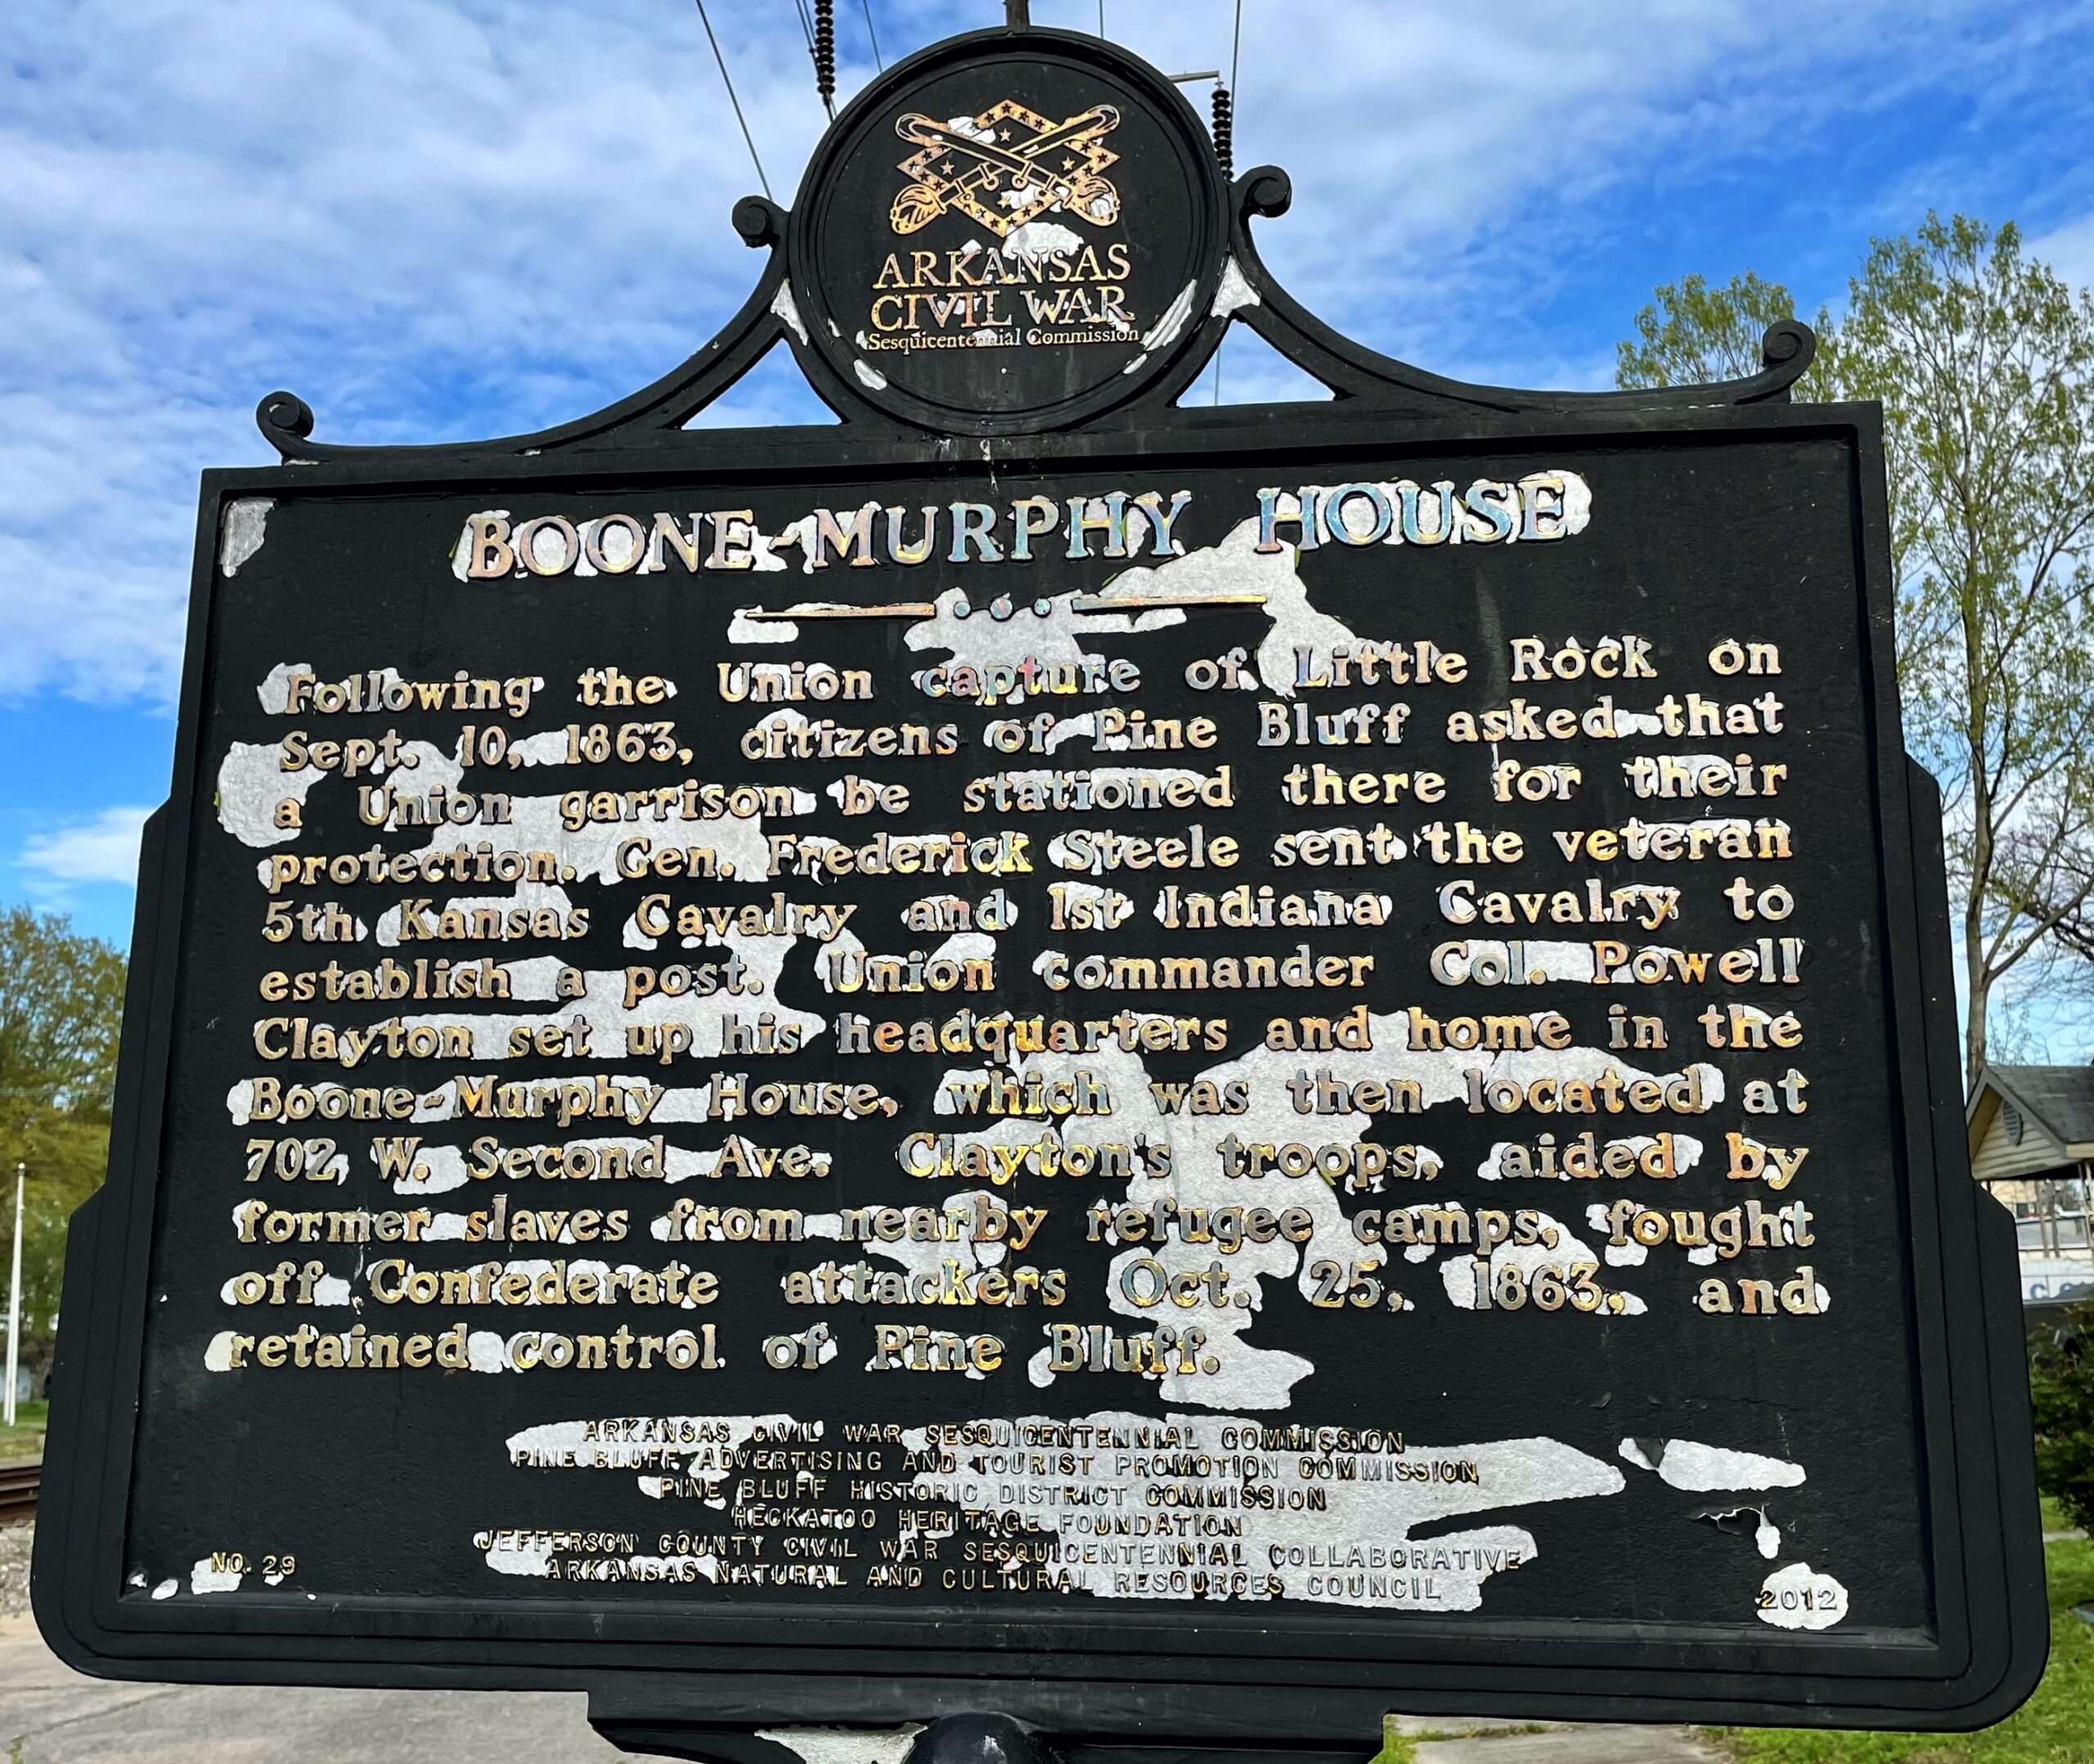 ARKANSAS
CIVIL WAR
Sesquicentennial Commission
BOONE-MURPHY HOUSE
Following the Union capture of Little Rock on
Sept. 10, 1863, citizens of Pine Bluff asked that
a Union garrison be stationed there for their
protection. Gen. Frederick Steele sent the veteran
5th Kansas Cavalry and 1st Indiana Cavalry to
establish a post. Union commander Col. Powell
Clayton set up his headquarters and home in the
Boone-Murphy House, which was then located at
702 W. Second Ave. Clayton's troops, aided by
former slaves from nearby refugee camps, fought
off Confederate attackers Oct. 25, 1863, and
retained control of Pine Bluff.
ARKANSAS CIVIL WAR SESQUICENTENNIAL COMMISSION
PINE BLUFF ADVERTISING AND TOURIST PROMOTION COMMISSION
PINE BLUFF HISTORIC DISTRICT COMMISSION
HECKATOO HERITAGE FOUNDATION
JEFFERSON COUNTY CIVIL WAR SESQUICENTENNIAL COLLABORATIVE
ARKANSAS NATURAL AND CULTURAL RESOURCES COUNCIL
NO. 29
2012